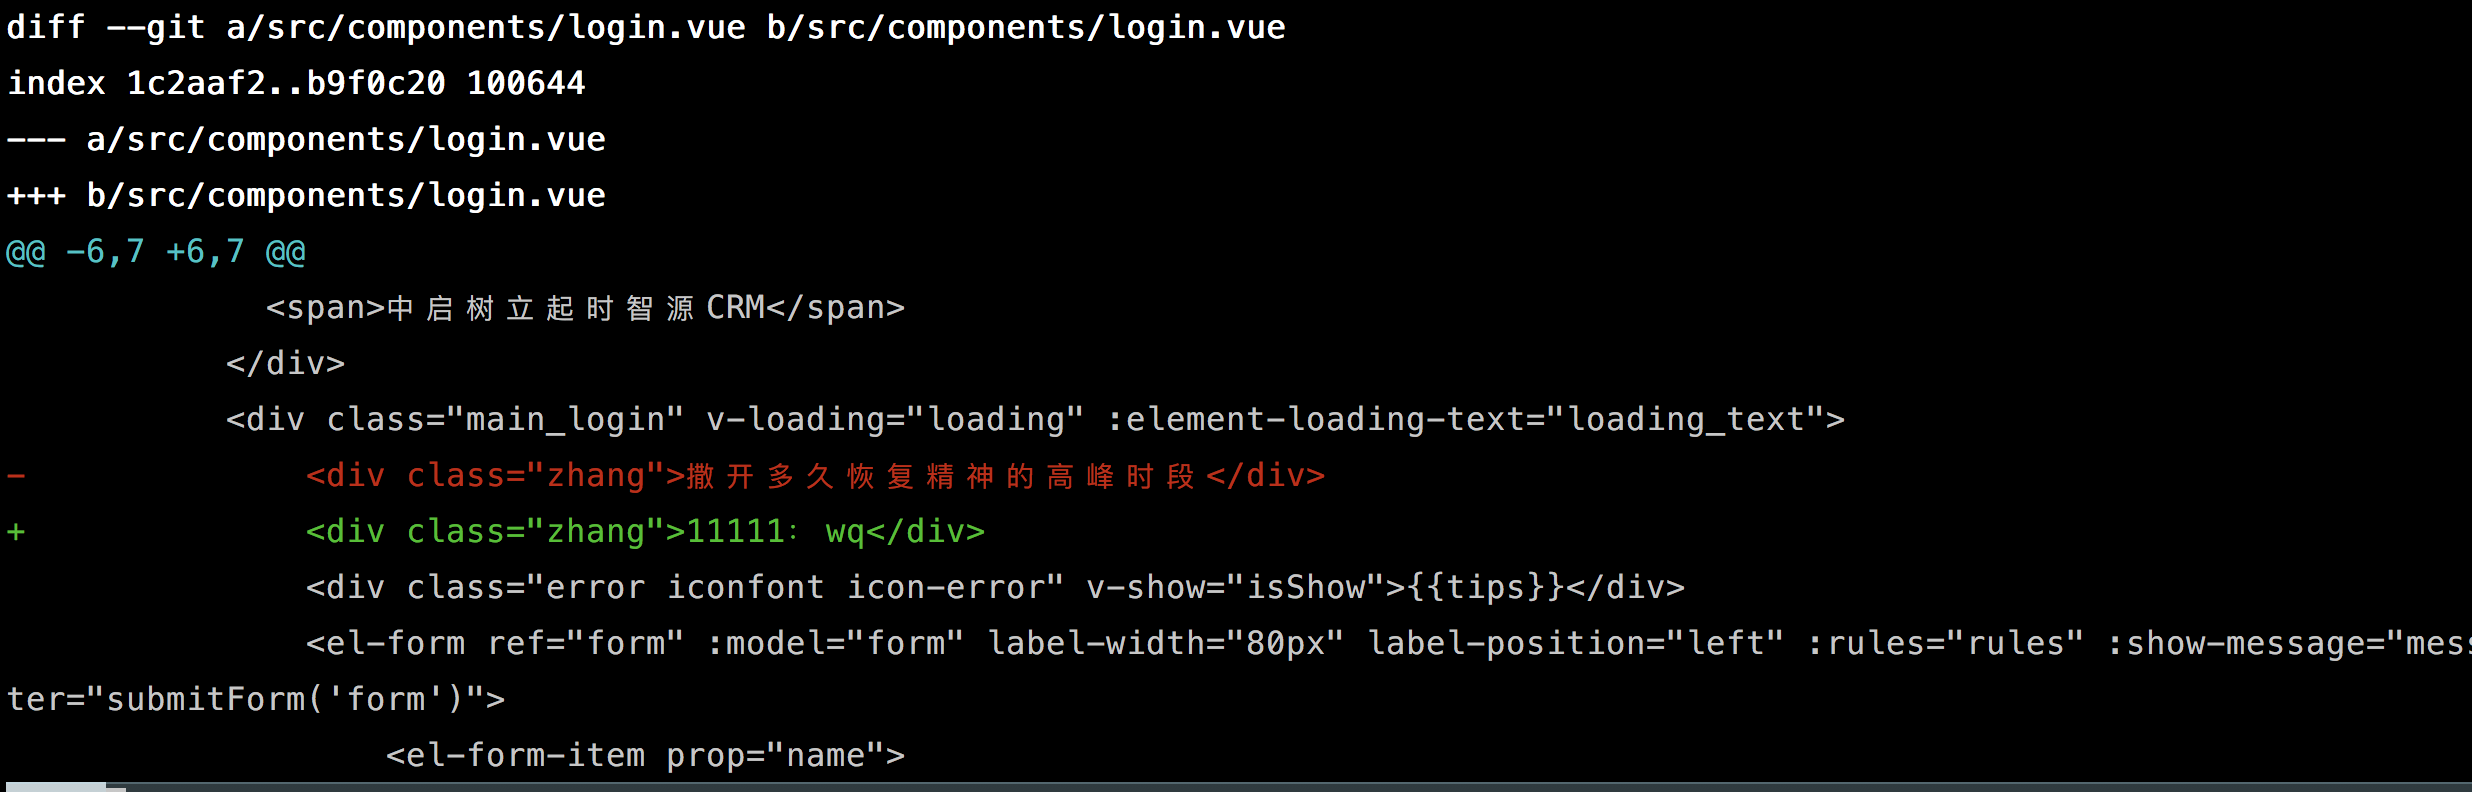 diff --git a/src/components/login.vue b/src/components/login.vue
index 1c2aaf2..b9f0c20 100644
--- a/src/components/login.vue
+++ b/src/components/login.vue
@@ -6,7 +6,7 @@
             <span>中启树立起时智源CRM</span>
           </div>
           <div class="main_login" v-loading="loading" :element-loading-text="loading_text">
-              <div class="zhang">撒开多久恢复精神的高峰时段</div>
+              <div class="zhang">11111：wq</div>
               <div class="error iconfont icon-error" v-show="isShow">{{tips}}</div>
               <el-form ref="form" :model="form" label-width="80px" label-position="left" :rules="rules" :show-message="mess
ter="submitForm('form')">
                   <el-form-item prop="name">